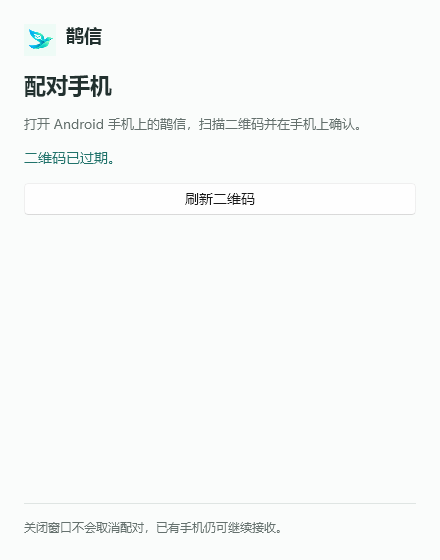 鹊信
配对手机
打开 Android 手机上的鹊信，扫描二维码并在手机上确认。
二维码已过期。
刷新二维码
关闭窗口不会取消配对，已有手机仍可继续接收。